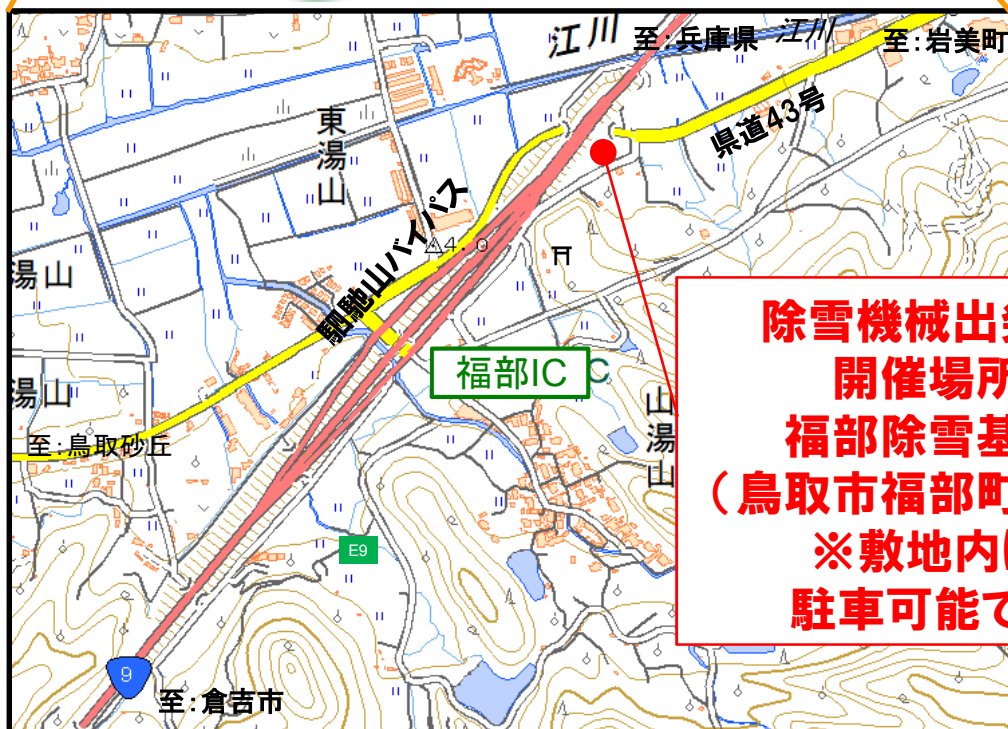 江川
至:兵庫県
江川
至:岩美町
県道43号
東湯山
駟馳山バイパス
4.0
湯山
福部IC
C
湯山
山湯山
至:鳥取砂丘
E9
9
至:倉吉市
除雪機械出
開催場所
福部除雪基
(鳥取市福部町
※敷地内
駐車可能で